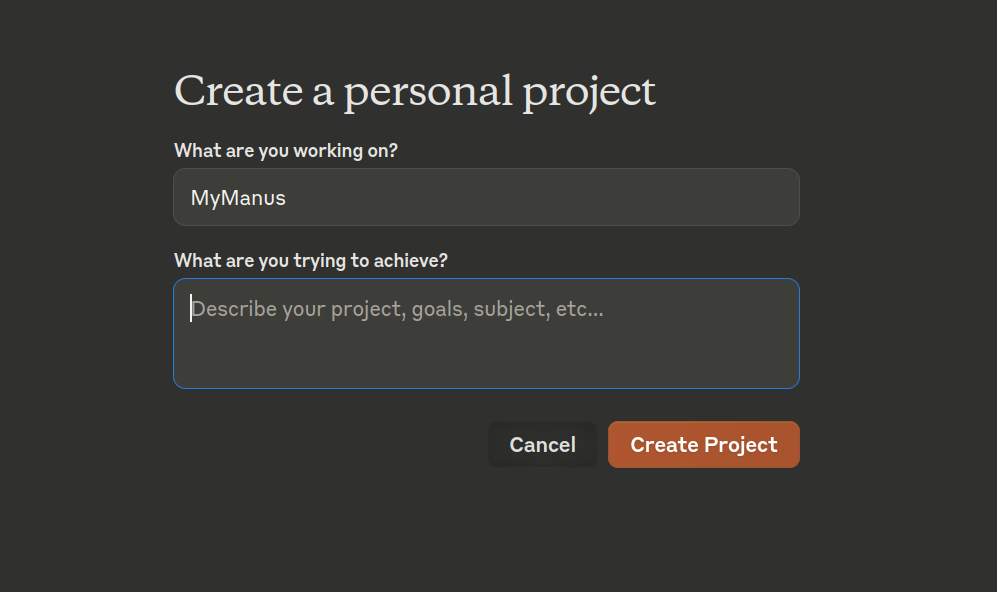 Create a personal project
What are you working on?
MyManus
What are you trying to achieve?
Describe your project, goals, subject, etc...
Cancel
Create Project